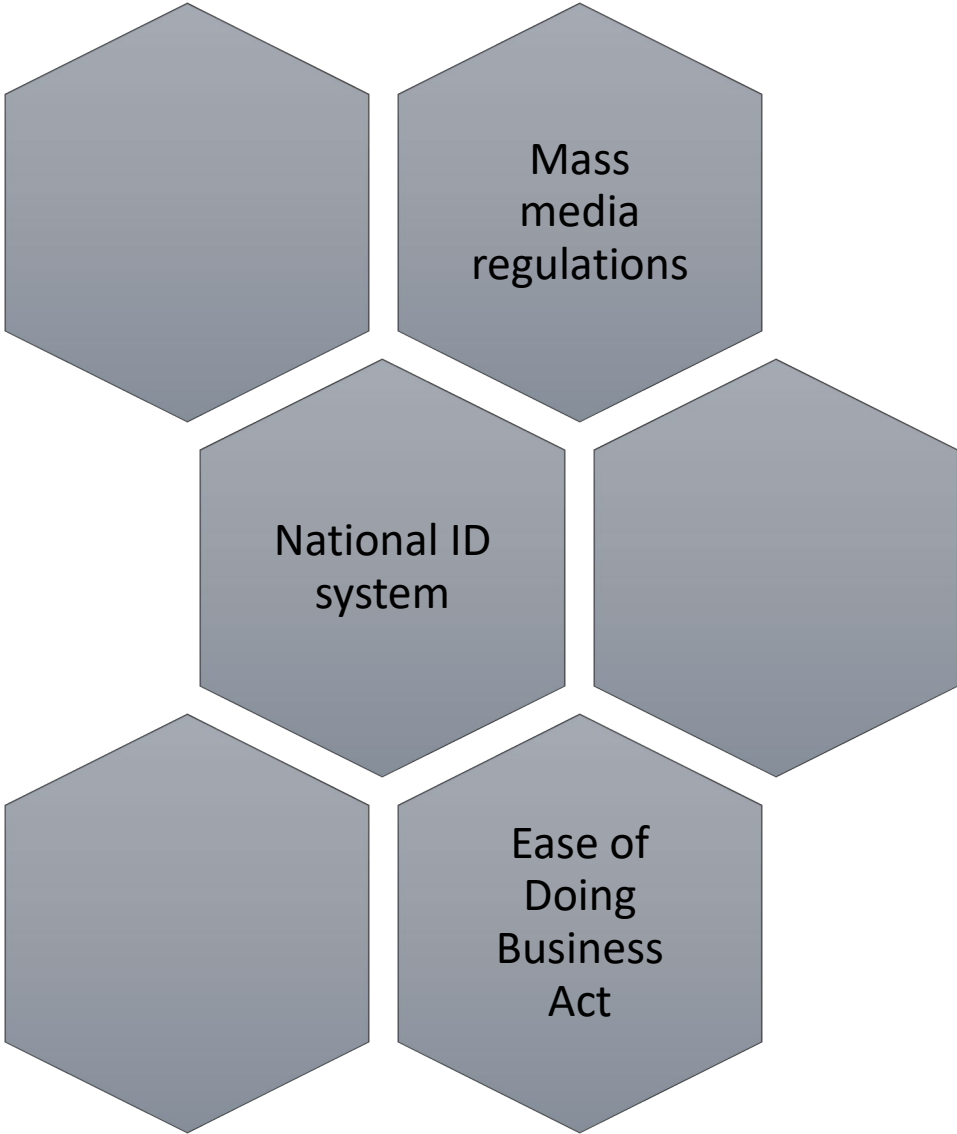 Mass
media
regulations
National ID
system
Ease of
Doing
Business
Act